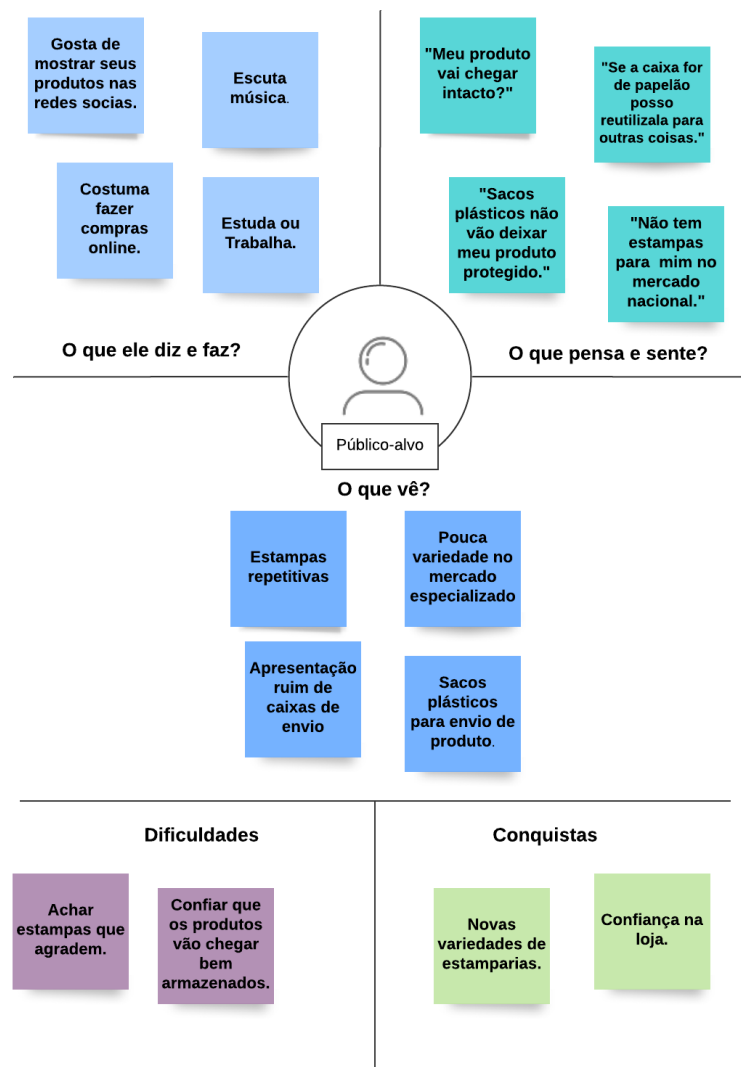 Gosta de
mostrar seus
produtos nas
redes socias.
Escuta
música.
Costuma
fazer
compras
online.
Estuda ou
Trabalha.
O que ele diz e faz?
"Meu produto
vai chegar
intacto?"
"Se a caixa for
de papelão
posso
reutilizala para
outras coisas."
"Sacos
plásticos não
vão deixar
meu produto
protegido."
"Não tem
estampas
para mim no
mercado
nacional."
O que pensa e sente?
Público-alvo
O que vê?
Estampas
repetitivas
Pouca
variedade no
mercado
especializado
Apresentação
ruim de
caixas de
envio
Sacos
plásticos
para envio de
produto.
Dificuldades
Achar
estampas que
agradem.
Confiar que
os produtos
vão chegar
bem
armazenados.
Conquistas
Novas
variedades de
estamparias.
Confiança na
loja.